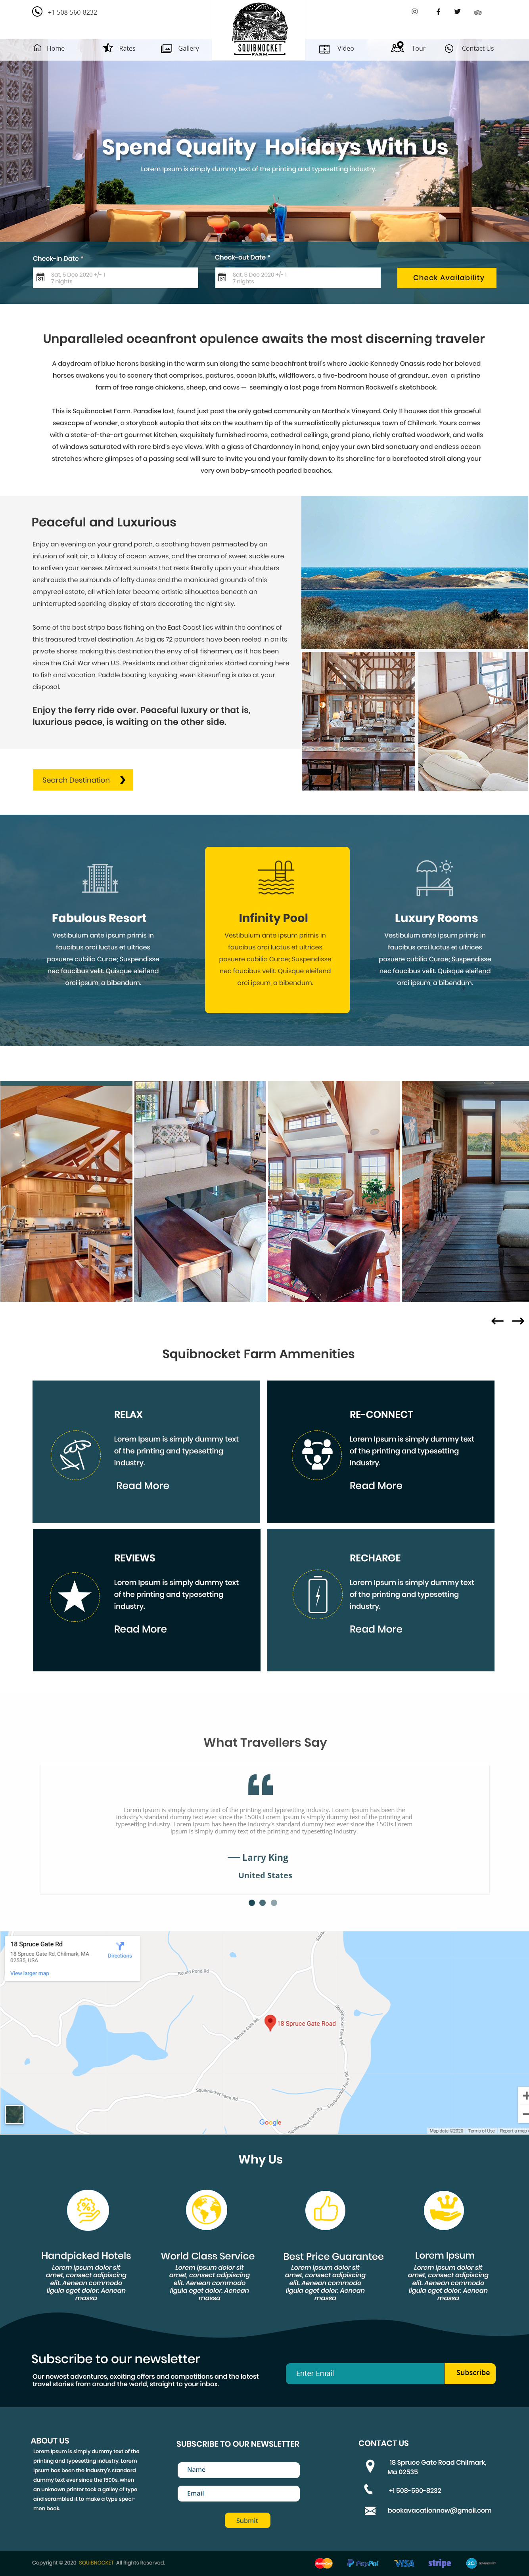 +1 508-560-8232
SQUIBNOCKET
FARM
Home
Rates
Gallery
Video
Tour
Contact Us
Spend Quality Holidays With Us
Lorem Ipsum is simply dummy text of the printing and typesetting industry.
Check-in Date *
Check-out Date *
Sat, 5 Dec 2020 +/- 1
7 nights
Sat, 5 Dec 2020 +/- 1
7 nights
Check Availability
Unparalleled oceanfront opulence awaits the most discerning traveler
A daydream of blue herons basking in the warm sun along the same beachfront trail's where Jackie Kennedy Onassis rode her beloved
horses awakens you to scenery that comprises, pastures, ocean bluffs, wildflowers, a five-bedroom house of grandeur...even a pristine
farm of free range chickens, sheep, and cows — seemingly a lost page from Norman Rockwell's sketchbook.
This is Squibnocket Farm. Paradise lost, found just past the only gated community on Martha's Vineyard. Only 11 houses dot this graceful
seascape of wonder, a storybook eutopia that sits on the southern tip of the surrealistically picturesque town of Chilmark. Yours comes
with a state-of-the-art gourmet kitchen, exquisitely furnished rooms, cathedral ceilings, grand piano, richly crafted woodwork, and walls
of windows saturated with rare bird's eye views. With a glass of Chardonnay in hand, enjoy your own bird sanctuary and endless ocean
stretches where glimpses of a passing seal will sure to invite you and your family down to its shoreline for a barefooted stroll along your
very own baby-smooth pearled beaches.
Peaceful and Luxurious
Enjoy an evening on your grand porch, a soothing haven permeated by an
infusion of salt air, a lullaby of ocean waves, and the aroma of sweet suckle sure
to enliven your senses. Mirrored sunsets that rests literally upon your shoulders
enshrouds the surrounds of lofty dunes and the manicured grounds of this
empyreal estate, all which later become artistic silhouettes beneath an
uninterrupted sparkling display of stars decorating the night sky.
Some of the best stripe bass fishing on the East Coast lies within the confines of
this treasured travel destination. As big as 72 pounders have been reeled in on its
private shores making this destination the envy of all fishermen, as it has been
since the Civil War when U.S. Presidents and other dignitaries started coming here
to fish and vacation. Paddle boating, kayaking, even kitesurfing is also at your
disposal.
Enjoy the ferry ride over. Peaceful luxury or that is,
luxurious peace, is waiting on the other side.
Search Destination
Fabulous Resort
Vestibulum ante ipsum primis in
faucibus orci luctus et ultrices
posuere cubilia Curae; Suspendisse
nec faucibus velit. Quisque eleifend
orci ipsum, a bibendum.
Infinity Pool
Vestibulum ante ipsum primis in
faucibus orci luctus et ultrices
posuere cubilia Curae; Suspendisse
nec faucibus velit. Quisque eleifend
orci ipsum, a bibendum.
Luxury Rooms
Vestibulum ante ipsum primis in
faucibus orci luctus et ultrices
posuere cubilia Curae; Suspendisse
nec faucibus velit. Quisque eleifend
orci ipsum, a bibendum.
Squibnocket Farm Ammenities
RELAX
Lorem Ipsum is simply dummy text
of the printing and typesetting
industry.
Read More
RE-CONNECT
Lorem Ipsum is simply dummy text
of the printing and typesetting
industry.
Read More
REVIEWS
Lorem Ipsum is simply dummy text
of the printing and typesetting
industry.
Read More
RECHARGE
Lorem Ipsum is simply dummy text
of the printing and typesetting
industry.
Read More
What Travellers Say
Lorem Ipsum is simply dummy text of the printing and typesetting industry. Lorem Ipsum has been the
industry's standard dummy text ever since the 1500s.Lorem Ipsum is simply dummy text of the printing and
typesetting industry. Lorem Ipsum has been the industry's standard dummy text ever since the 1500s.Lorem
Ipsum is simply dummy text of the printing and typesetting industry.
Larry King
United States
18 Spruce Gate Rd
18 Spruce Gate Rd, Chilmark, MA
02535, USA
Directions
View larger map
Round Pond Rd
Spruce Gate Rd
18 Spruce Gate Road
Squibnocket Farm Rd
Squibnocket Farm Rd
Squibnocket Farm Rd
Google
Map data ©2020
Terms of Use
Report a map
Why Us
Handpicked Hotels
Lorem ipsum dolor sit
amet, consect adipiscing
elit. Aenean commodo
ligula eget dolor. Aenean
massa
World Class Service
Lorem ipsum dolor sit
amet, consect adipiscing
elit. Aenean commodo
ligula eget dolor. Aenean
massa
Best Price Guarantee
Lorem ipsum dolor sit
amet, consect adipiscing
elit. Aenean commodo
ligula eget dolor. Aenean
massa
Lorem Ipsum
Lorem ipsum dolor sit
amet, consect adipiscing
elit. Aenean commodo
ligula eget dolor. Aenean
massa
Subscribe to our newsletter
Our newest adventures, exciting offers and competitions and the latest
travel stories from around the world, straight to your inbox.
Enter Email
Subscribe
ABOUT US
Lorem Ipsum is simply dummy text of the
printing and typesetting industry. Lorem
Ipsum has been the industry's standard
dummy text ever since the 1500s, when
an unknown printer took a galley of type
and scrambled it to make a type speci-
men book.
SUBSCRIBE TO OUR NEWSLETTER
Name
Email
Submit
CONTACT US
18 Spruce Gate Road Chilmark,
Ma 02535
+1 508-560-8232
bookavacationnow@gmail.com
Copyright © 2020 SQUIBNOCKET All Rights Reserved.
PayPal
VISA
stripe